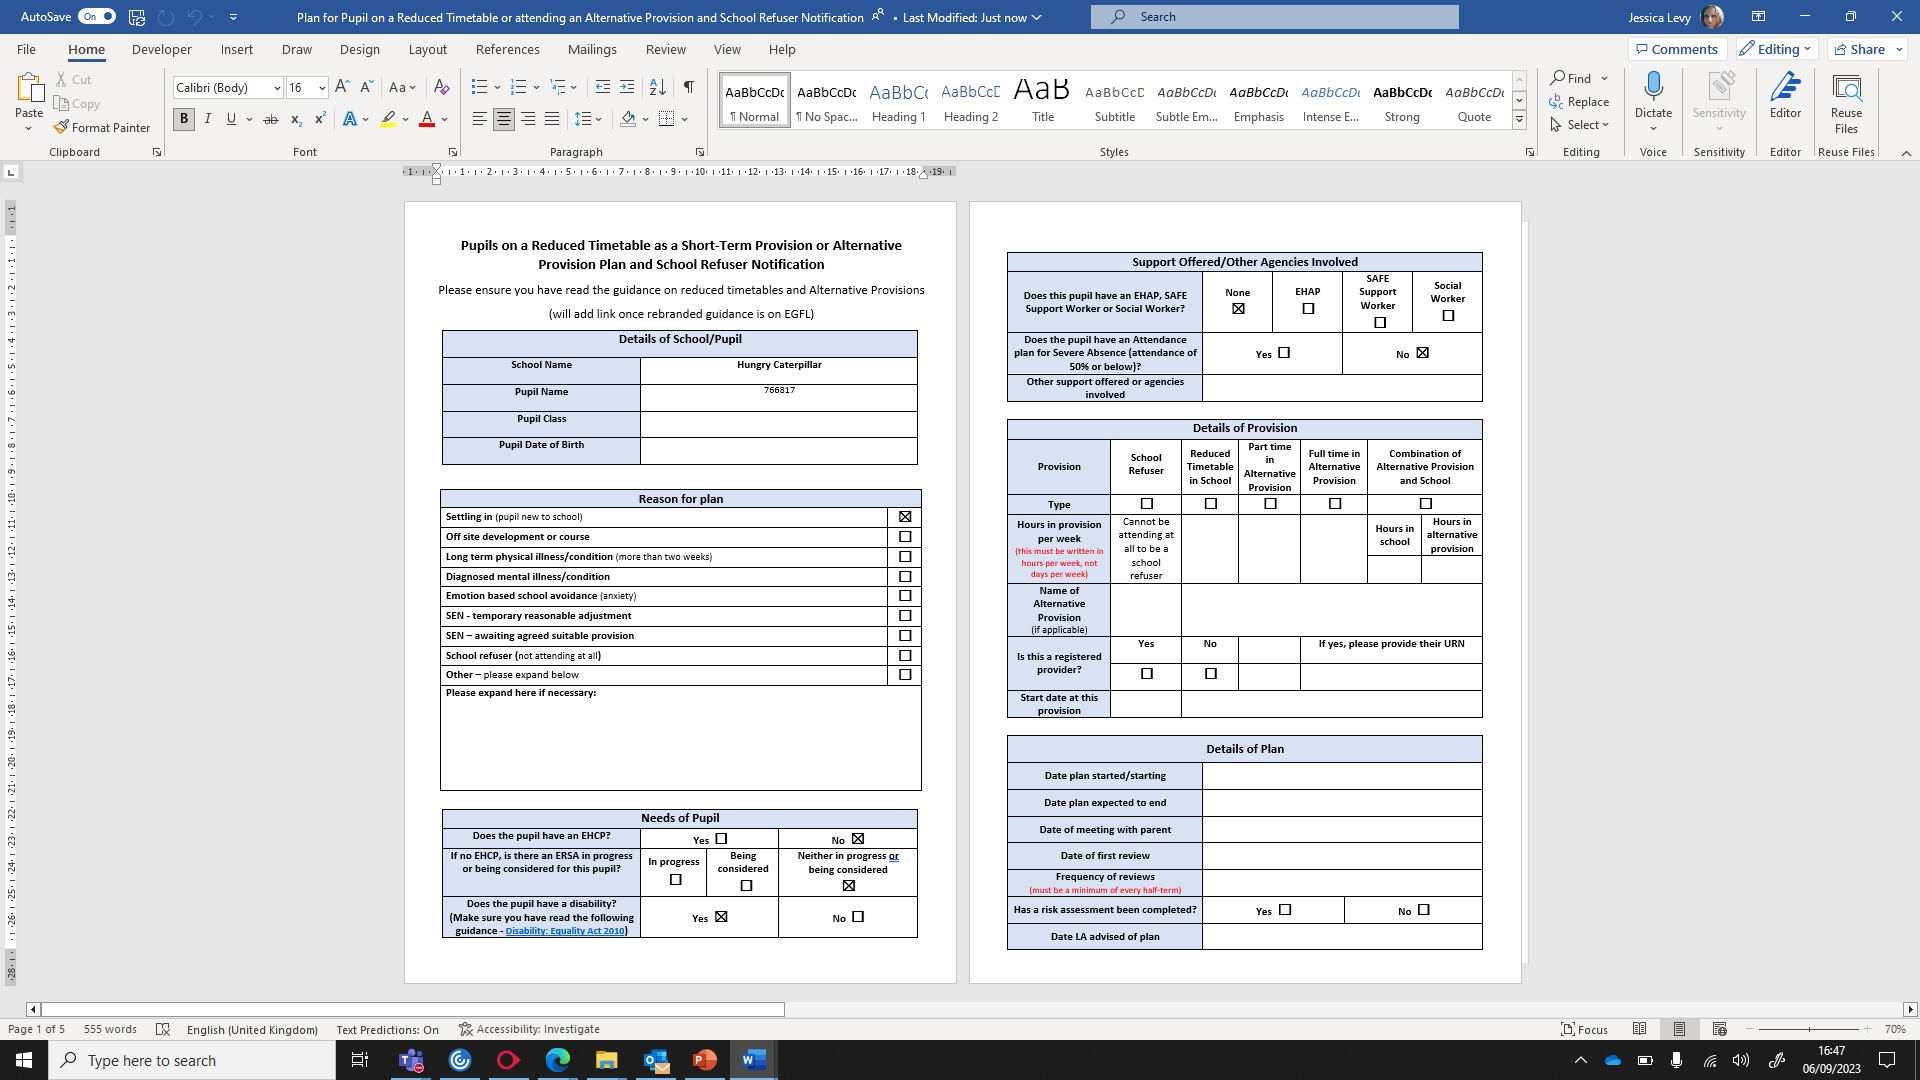 AutoSave On Plan for Pupil on a Reduced Timetable or attending an Alternative Provision and School Refuser Notification • Last Modified: Just now Search Jessica Levy
File Home Developer Insert Draw Design Layout References Mailings Review View Help Comments Editing Share
Paste Cut Copy Format Painter
Calibri (Body) 16 Aa
B I U ab x₂ x² A A
¶ Normal ¶ No Spac... Heading 1 Heading 2 Title Subtitle Subtle Em... Emphasis Intense E... Strong Quote
Find Replace Select Dictate Sensitivity Editor Reuse Files
Clipboard Font Paragraph Styles Editing Voice Sensitivity Editor Reuse Files
Pupils on a Reduced Timetable as a Short-Term Provision or Alternative
Provision Plan and School Refuser Notification
Please ensure you have read the guidance on reduced timetables and Alternative Provisions
(will add link once rebranded guidance is on EGFL)
Details of School/Pupil
School Name Hungry Caterpillar
Pupil Name 766817
Pupil Class
Pupil Date of Birth
Reason for plan
Settling in (pupil new to school) ☒
Off site development or course ☐
Long term physical illness/condition (more than two weeks) ☐
Diagnosed mental illness/condition ☐
Emotion based school avoidance (anxiety) ☐
SEN - temporary reasonable adjustment ☐
SEN – awaiting agreed suitable provision ☐
School refuser (not attending at all) ☐
Other – please expand below ☐
Please expand here if necessary:
Needs of Pupil
Does the pupil have an EHCP? Yes ☐ No ☒
If no EHCP, is there an ERSA in progress
or being considered for this pupil?
In progress ☐
Being
considered ☐
Neither in progress or
being considered ☒
Does the pupil have a disability?
(Make sure you have read the following
guidance - Disability: Equality Act 2010)
Yes ☒ No ☐
Support Offered/Other Agencies Involved
Does this pupil have an EHAP, SAFE
Support Worker or Social Worker?
None ☒
EHAP ☐
SAFE
Support
Worker ☐
Social
Worker ☐
Does the pupil have an Attendance
plan for Severe Absence (attendance of
50% or below)?
Yes ☐ No ☒
Other support offered or agencies
involved
Details of Provision
Provision
School
Refuser
Reduced
Timetable
in School
Part time
in
Alternative
Provision
Full time in
Alternative
Provision
Combination of
Alternative Provision
and School
Type ☐ ☐ ☐ ☐ ☐
Hours in provision
per week
(this must be written in
hours per week, not
days per week)
Cannot be
attending at
all to be a
school
refuser
Hours in
school
Hours in
alternative
provision
Name of
Alternative
Provision
(if applicable)
Is this a registered
provider?
Yes No If yes, please provide their URN
☐ ☐
Start date at this
provision
Details of Plan
Date plan started/starting
Date plan expected to end
Date of meeting with parent
Date of first review
Frequency of reviews
(must be a minimum of every half-term)
Has a risk assessment been completed? Yes ☐ No ☐
Date LA advised of plan
Page 1 of 5 555 words English (United Kingdom) Text Predictions: On Accessibility: Investigate Focus 70%
Type here to search
16:47
06/09/2023